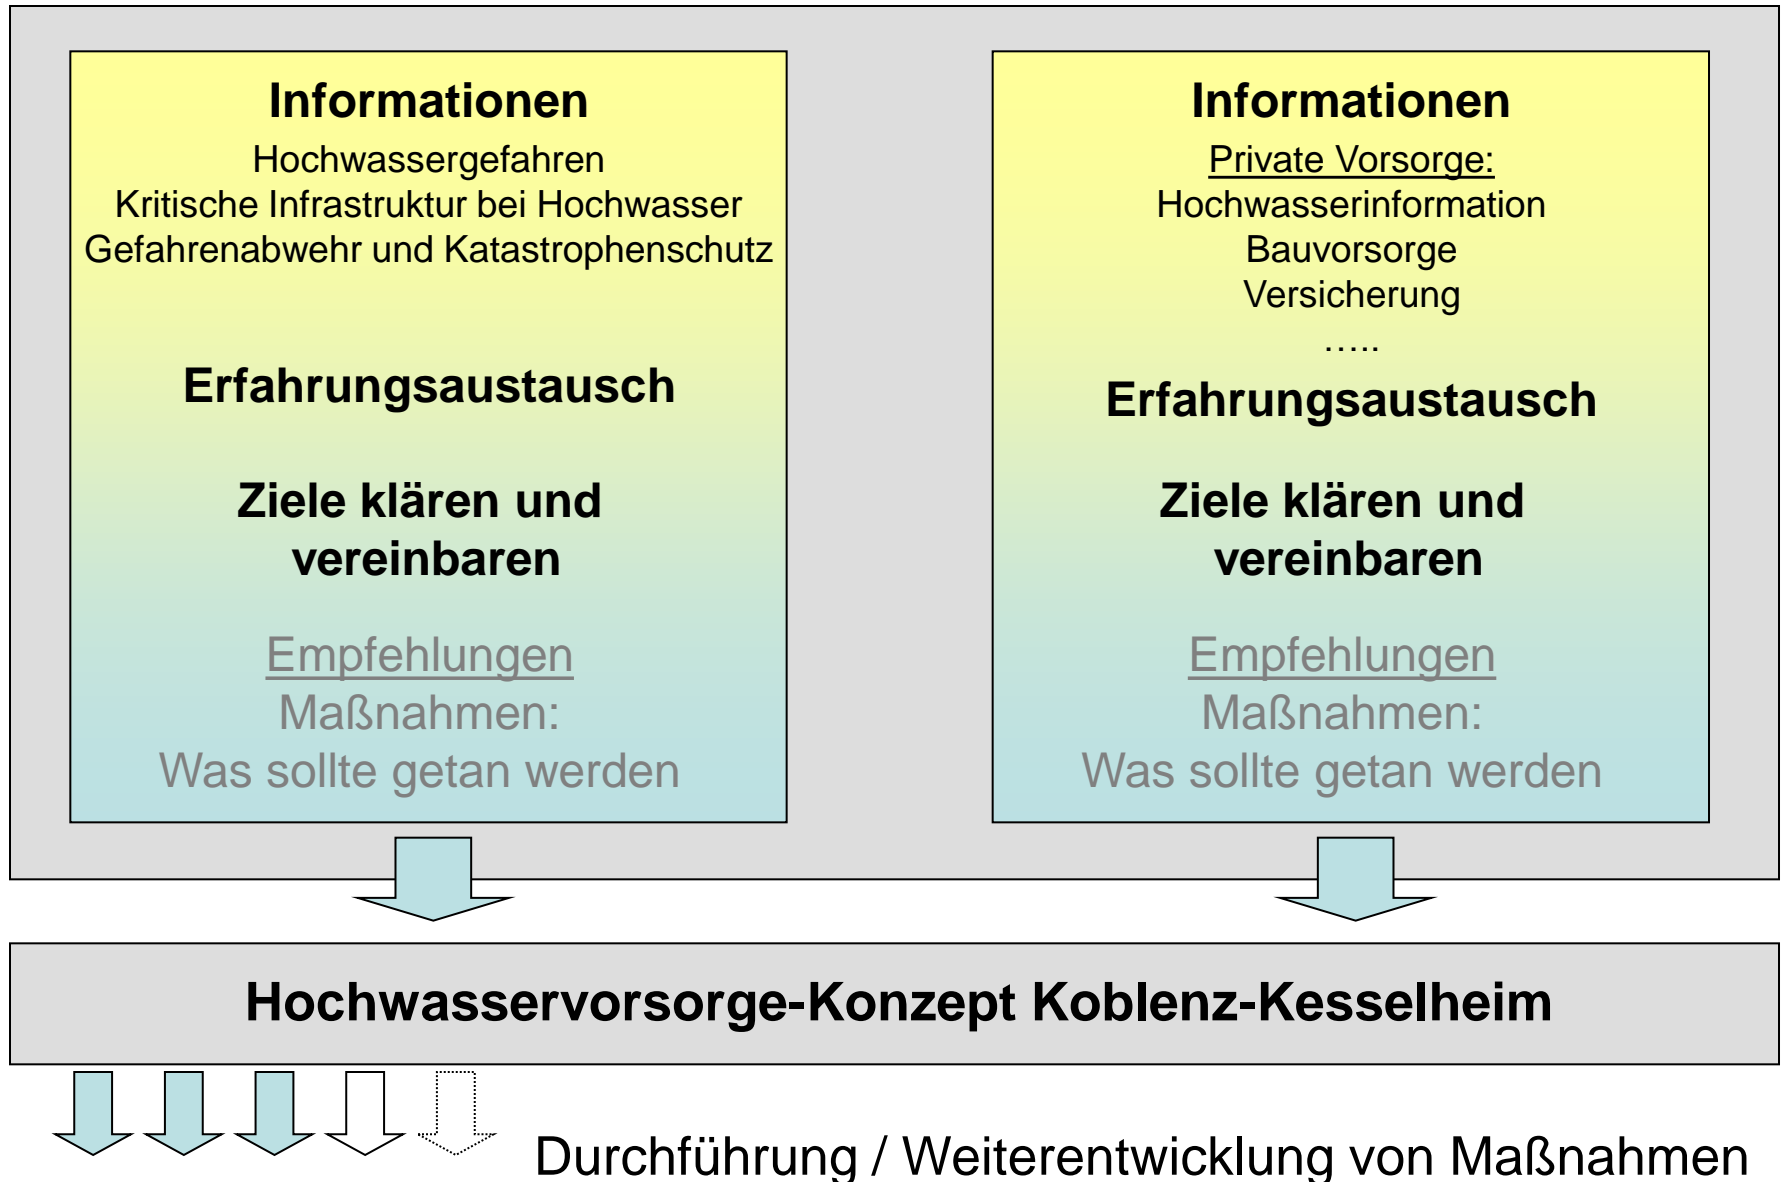 Informationen
Hochwassergefahren
Kritische Infrastruktur bei Hochwasser
Gefahrenabwehr und Katastrophenschutz
Erfahrungsaustausch
Ziele klären und
vereinbaren
Empfehlungen
Maßnahmen:
Was sollte getan werden
Informationen
Private Vorsorge:
Hochwasserinformation
Bauvorsorge
Versicherung
…..
Erfahrungsaustausch
Ziele klären und
vereinbaren
Empfehlungen
Maßnahmen:
Was sollte getan werden
Hochwasservorsorge-Konzept Koblenz-Kesselheim
Durchführung / Weiterentwicklung von Maßnahmen